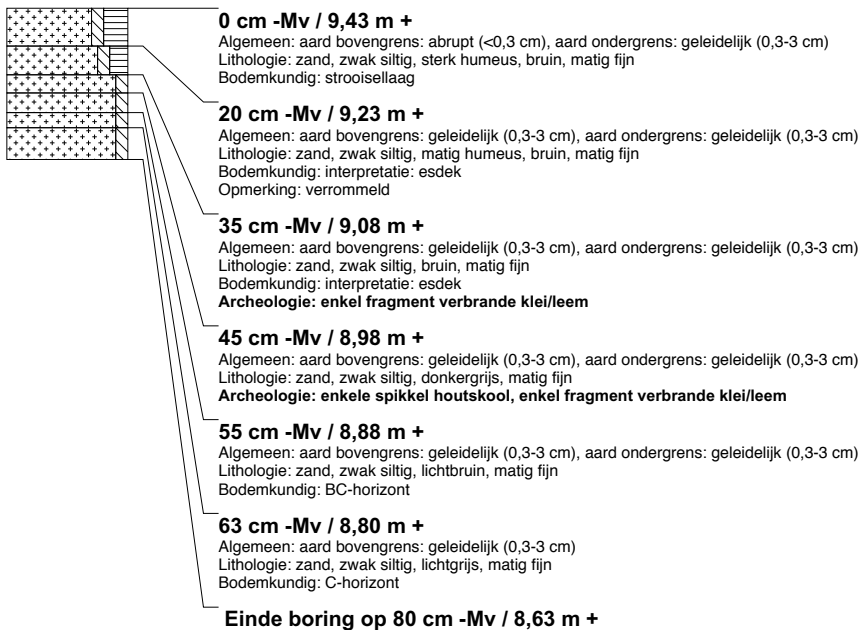 0 cm -Mv / 9,43 m +
Algemeen: aard bovengrens: abrupt (<0,3 cm), aard ondergrens: geleidelijk (0,3-3 cm)
Lithologie: zand, zwak siltig, sterk humeus, bruin, matig fijn
Bodemkundig: strooisellaag
20 cm -Mv / 9,23 m +
Algemeen: aard bovengrens: geleidelijk (0,3-3 cm), aard ondergrens: geleidelijk (0,3-3 cm)
Lithologie: zand, zwak siltig, matig humeus, bruin, matig fijn
Bodemkundig: interpretatie: esdek
Opmerking: verrommeld
35 cm -Mv / 9,08 m +
Algemeen: aard bovengrens: geleidelijk (0,3-3 cm), aard ondergrens: geleidelijk (0,3-3 cm)
Lithologie: zand, zwak siltig, bruin, matig fijn
Bodemkundig: interpretatie: esdek
Archeologie: enkel fragment verbrande klei/leem
45 cm -Mv / 8,98 m +
Algemeen: aard bovengrens: geleidelijk (0,3-3 cm), aard ondergrens: geleidelijk (0,3-3 cm)
Lithologie: zand, zwak siltig, donkergrijs, matig fijn
Archeologie: enkele spikkel houtskool, enkel fragment verbrande klei/leem
55 cm -Mv / 8,88 m +
Algemeen: aard bovengrens: geleidelijk (0,3-3 cm), aard ondergrens: geleidelijk (0,3-3 cm)
Lithologie: zand, zwak siltig, lichtbruin, matig fijn
Bodemkundig: BC-horizont
63 cm -Mv / 8,80 m +
Algemeen: aard bovengrens: geleidelijk (0,3-3 cm)
Lithologie: zand, zwak siltig, lichtgrijs, matig fijn
Bodemkundig: C-horizont
Einde boring op 80 cm -Mv / 8,63 m +